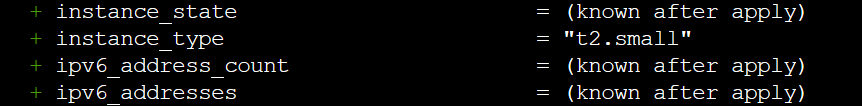 + instance_state = (known after apply)
+ instance_type = "t2.small"
+ ipv6_address_count = (known after apply)
+ ipv6_addresses = (known after apply)